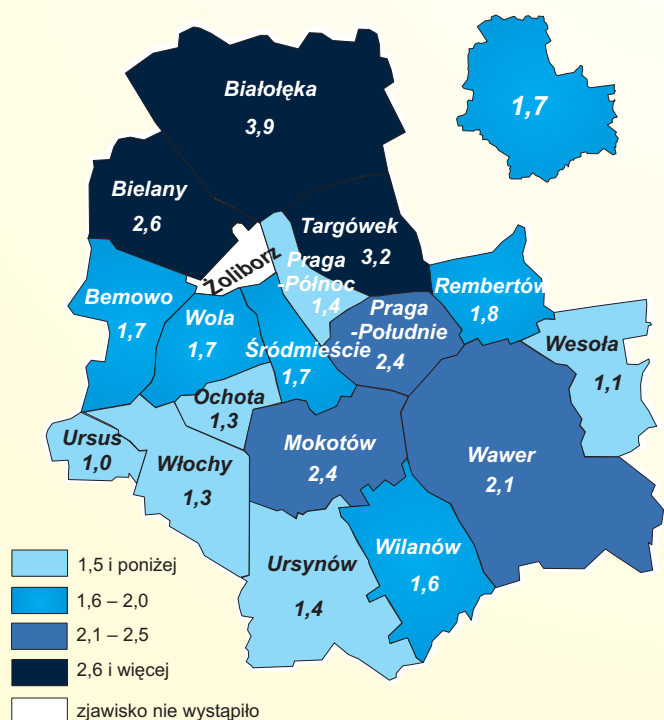 Białołęka
3,9
1,7
Bielany
2,6
Targówek
3,2
Żoliborz
Praga
-Północ
1,4
Rembertów
1,8
Bemowo
1,7
Wola
1,7
Śródmieście
1,7
Praga
-Południe
2,4
Wesoła
1,1
Ochota
1,3
Ursus
1,0
Włochy
1,3
Mokotów
2,4
Wawer
2,1
Ursynów
1,4
Wilanów
1,6
1,5 i poniżej
1,6 – 2,0
2,1 – 2,5
2,6 i więcej
zjawisko nie wystąpiło